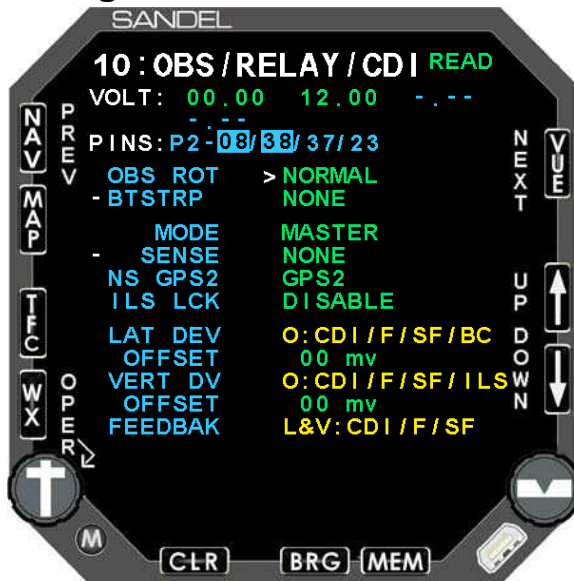 SANDEL
10:OBS/RELAY/CDI READ
VOLT: 00.00 12.00 -.--
-.--
PINS:P2-08/38/37/23
OBS ROT >NORMAL
-BTSTRP NONE
MODE MASTER
- SENSE NONE
NS GPS2 GPS2
ILS LCK DISABLE
LAT DEV O:CDI/F/SF/BC
OFFSET 00 mv
VERT DV O:CDI/F/SF/ILS
OFFSET 00 mv
FEEDBAK L&V:CDI/F/SF
NAV
PREV
MAP
TFC
WX
OPER
NEXT
VUE
UP
DOWN
M
CLR BRG MEM